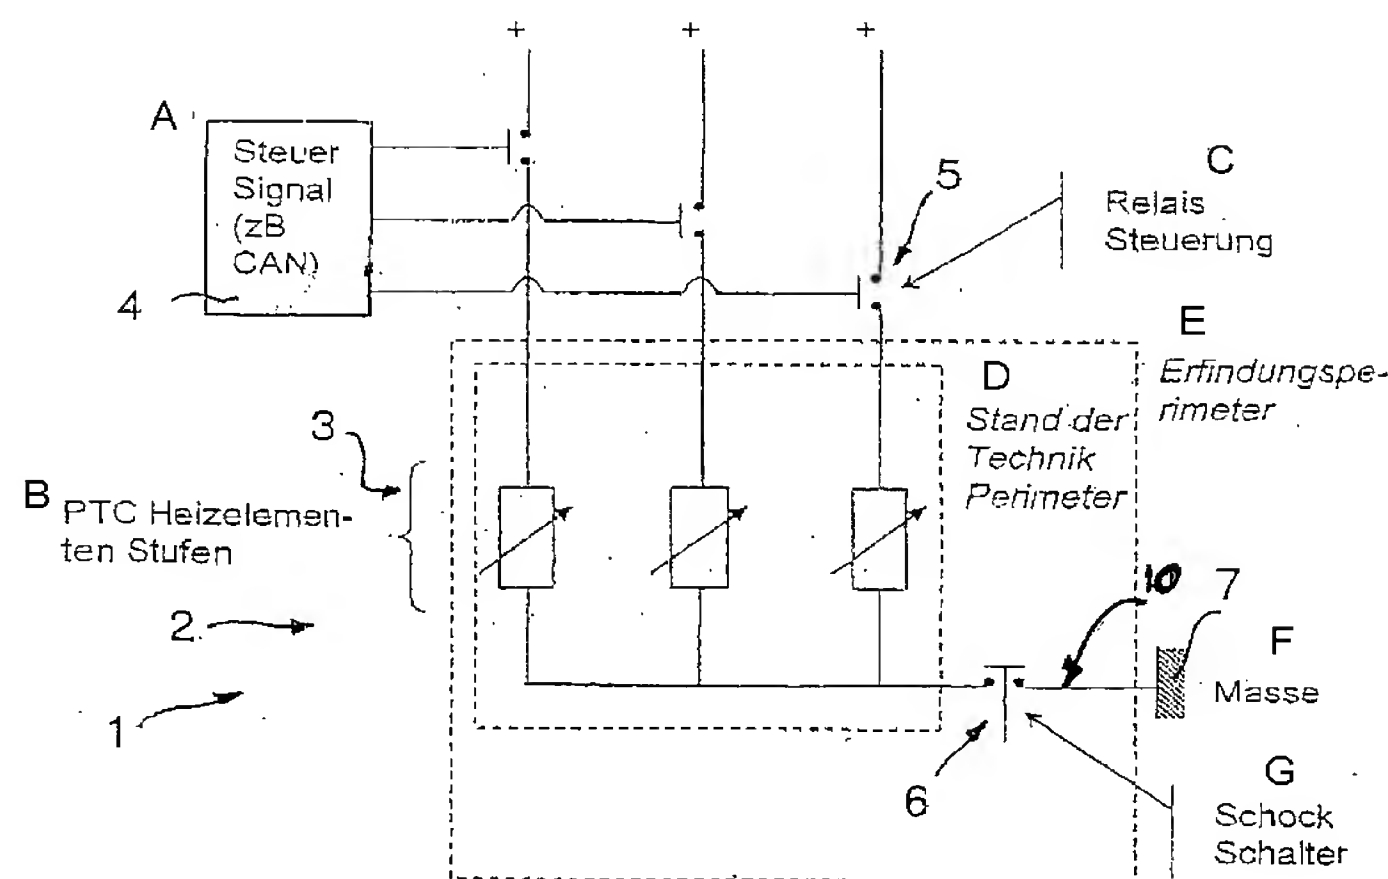 + + +
A
Steuer
Signal
(zB
CAN)
4
5
C
Relais
Steuerung
E
Erfindungspe-
rimeter
D
Stand der
Technik
Perimeter
3
B
PTC Heizelemen-
ten Stufen
2
1
10
7
F
Masse
6
G
Schock
Schalter